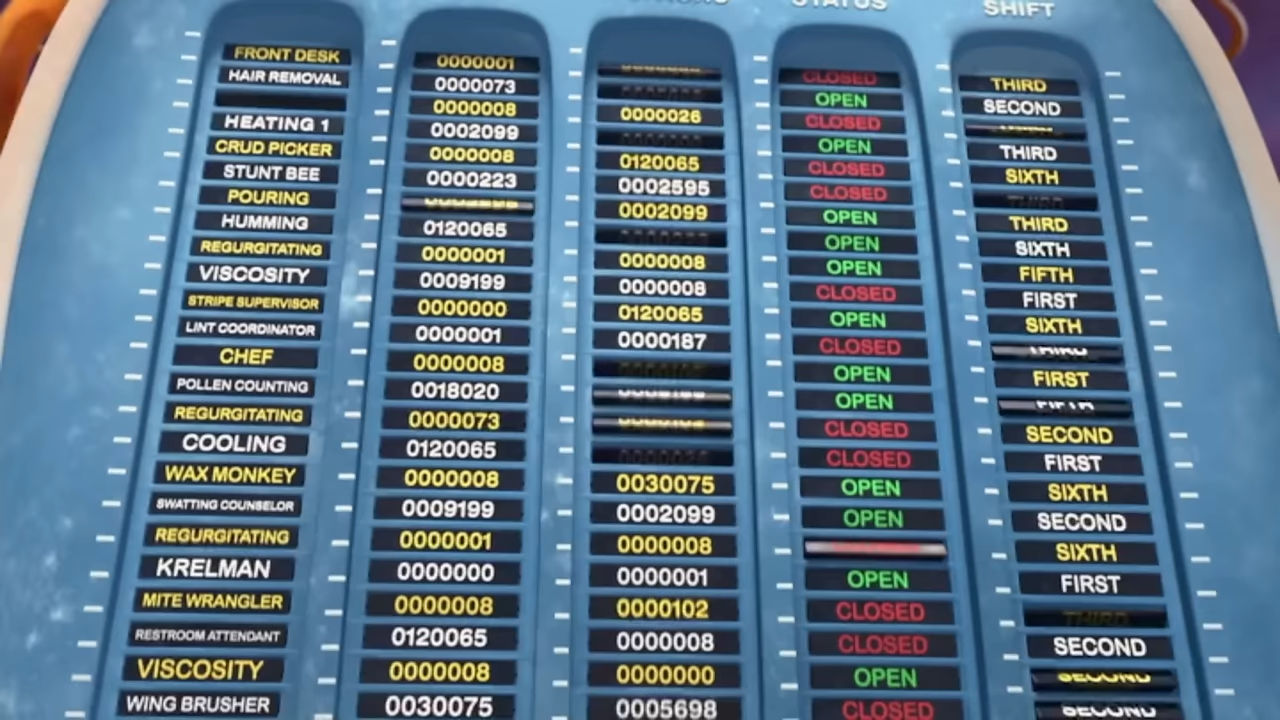 STATUS SHIFT
FRONT DESK 0000001 CLOSED THIRD
HAIR REMOVAL 0000073 OPEN SECOND
0000008 0000026 CLOSED
HEATING 1 0002099 OPEN THIRD
CRUD PICKER 0000008 0120065 CLOSED SIXTH
STUNT BEE 0000223 0002595 CLOSED THIRD
POURING 0002099 OPEN THIRD
HUMMING 0120065 OPEN SIXTH
REGURGITATING 0000001 0000008 OPEN FIFTH
VISCOSITY 0009199 0000008 CLOSED FIRST
STRIPE SUPERVISOR 0000000 0120065 OPEN SIXTH
LINT COORDINATOR 0000001 0000187 CLOSED THIRD
CHEF 0000008 OPEN FIRST
POLLEN COUNTING 0018020 OPEN FIFTH
REGURGITATING 0000073 CLOSED SECOND
COOLING 0120065 CLOSED FIRST
WAX MONKEY 0000008 0030075 OPEN SIXTH
SWATTING COUNSELOR 0009199 0002099 OPEN SECOND
REGURGITATING 0000001 0000008 SIXTH
KRELMAN 0000000 0000001 OPEN FIRST
MITE WRANGLER 0000008 0000102 CLOSED THIRD
RESTROOM ATTENDANT 0120065 0000008 CLOSED SECOND
VISCOSITY 0000008 0000000 OPEN SECOND
WING BRUSHER 0030075 0005698 CLOSED SECOND